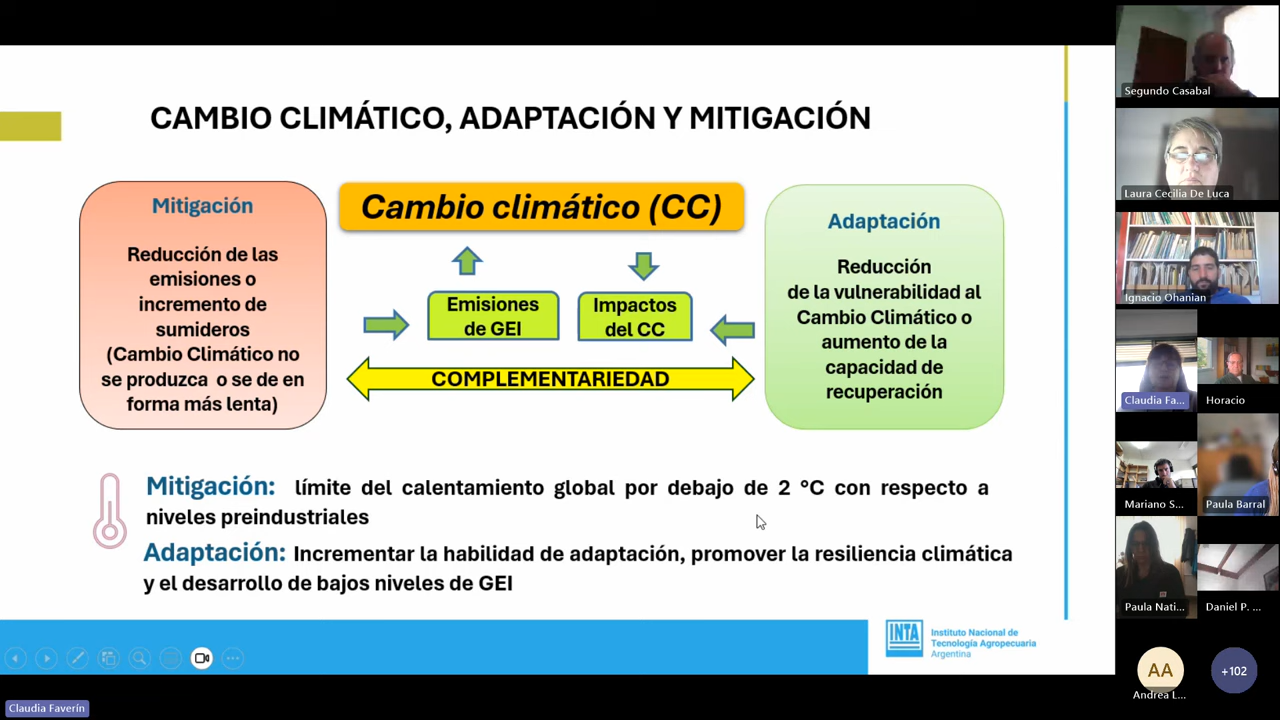 CAMBIO CLIMÁTICO, ADAPTACIÓN Y MITIGACIÓN
Mitigación
Reducción de las
emisiones o
incremento de
sumideros
(Cambio Climático no
se produzca o se de en
forma más lenta)
Cambio climático (CC)
Emisiones
de GEI
Impactos
del CC
COMPLEMENTARIEDAD
Adaptación
Reducción
de la vulnerabilidad al
Cambio Climático o
aumento de la
capacidad de
recuperación
Mitigación: límite del calentamiento global por debajo de 2 °C con respecto a
niveles preindustriales
Adaptación: Incrementar la habilidad de adaptación, promover la resiliencia climática
y el desarrollo de bajos niveles de GEI
INTA
Instituto Nacional de
Tecnología Agropecuaria
Argentina
Claudia Faverín
Segundo Casabal
Laura Cecilia De Luca
Ignacio Ohanian
Claudia Fa...
Horacio
Mariano S...
Paula Barral
Paula Nati...
Daniel P. ...
AA
Andrea L...
+102